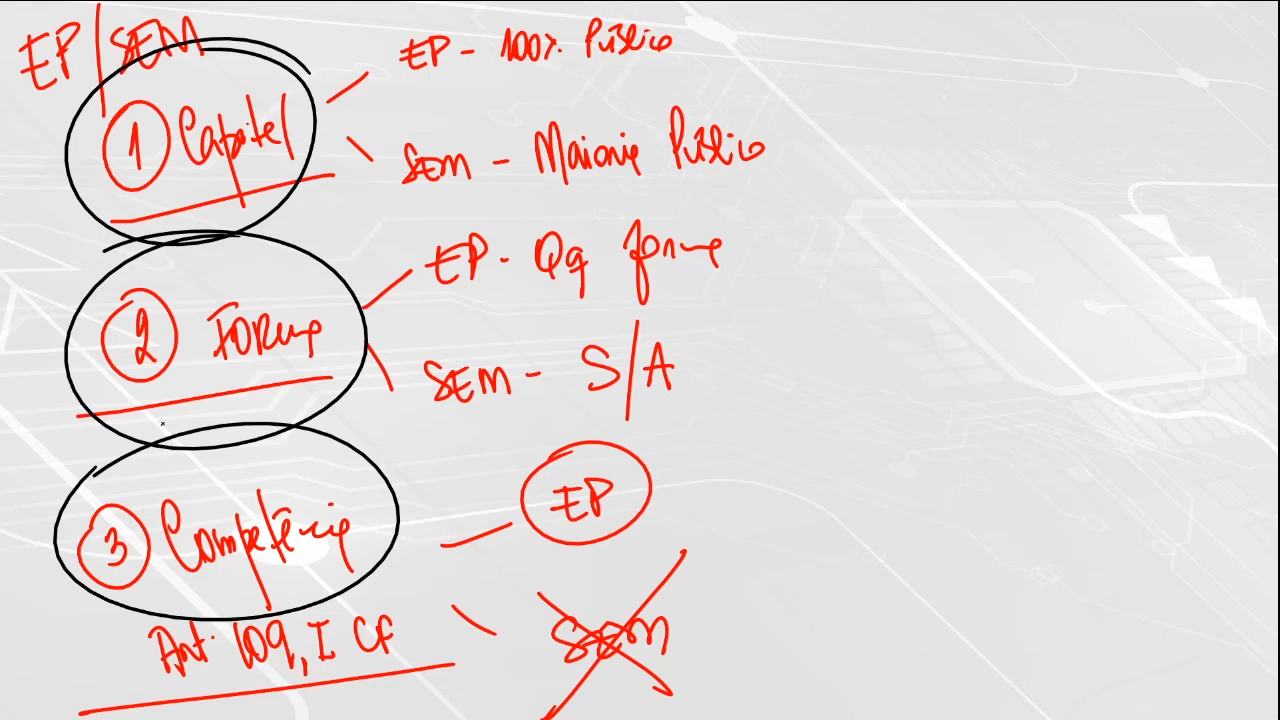 EP/SEM
① Capital
EP - 100% Público
SEM - Maioria Público
② Forma
EP - Qq forma
SEM - S/A
③ Competência
Art. 109, I CF
EP
SEM